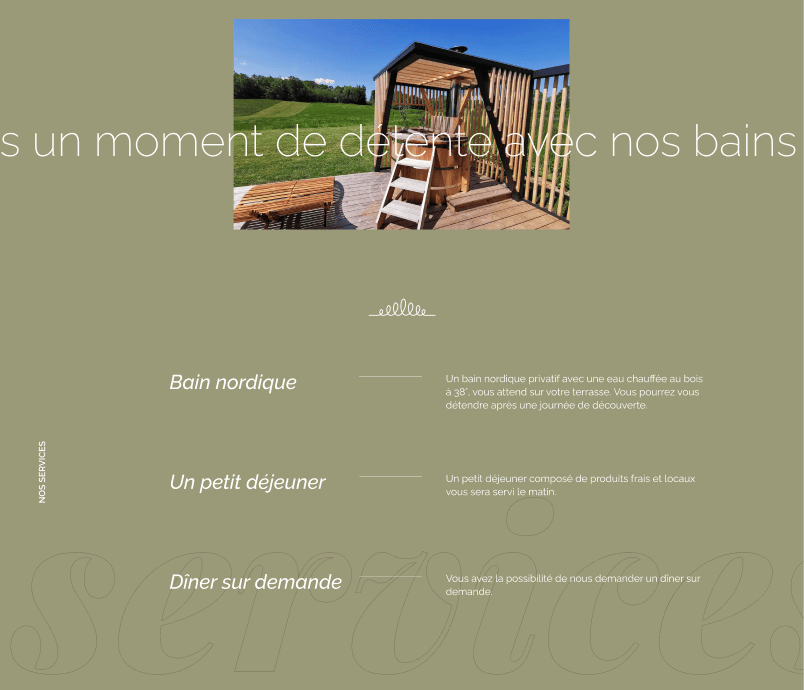 s un moment de détente avec nos bains
Bain nordique
Un bain nordique privatif avec une eau chauffée au bois
à 38°, vous attend sur votre terrasse. Vous pourrez vous
détendre après une journée de découverte.
NOS SERVICES
Un petit déjeuner
Un petit déjeuner composé de produits frais et locaux
vous sera servi le matin.
Dîner sur demande
Vous avez la possibilité de nous demander un dîner sur
demande.
services